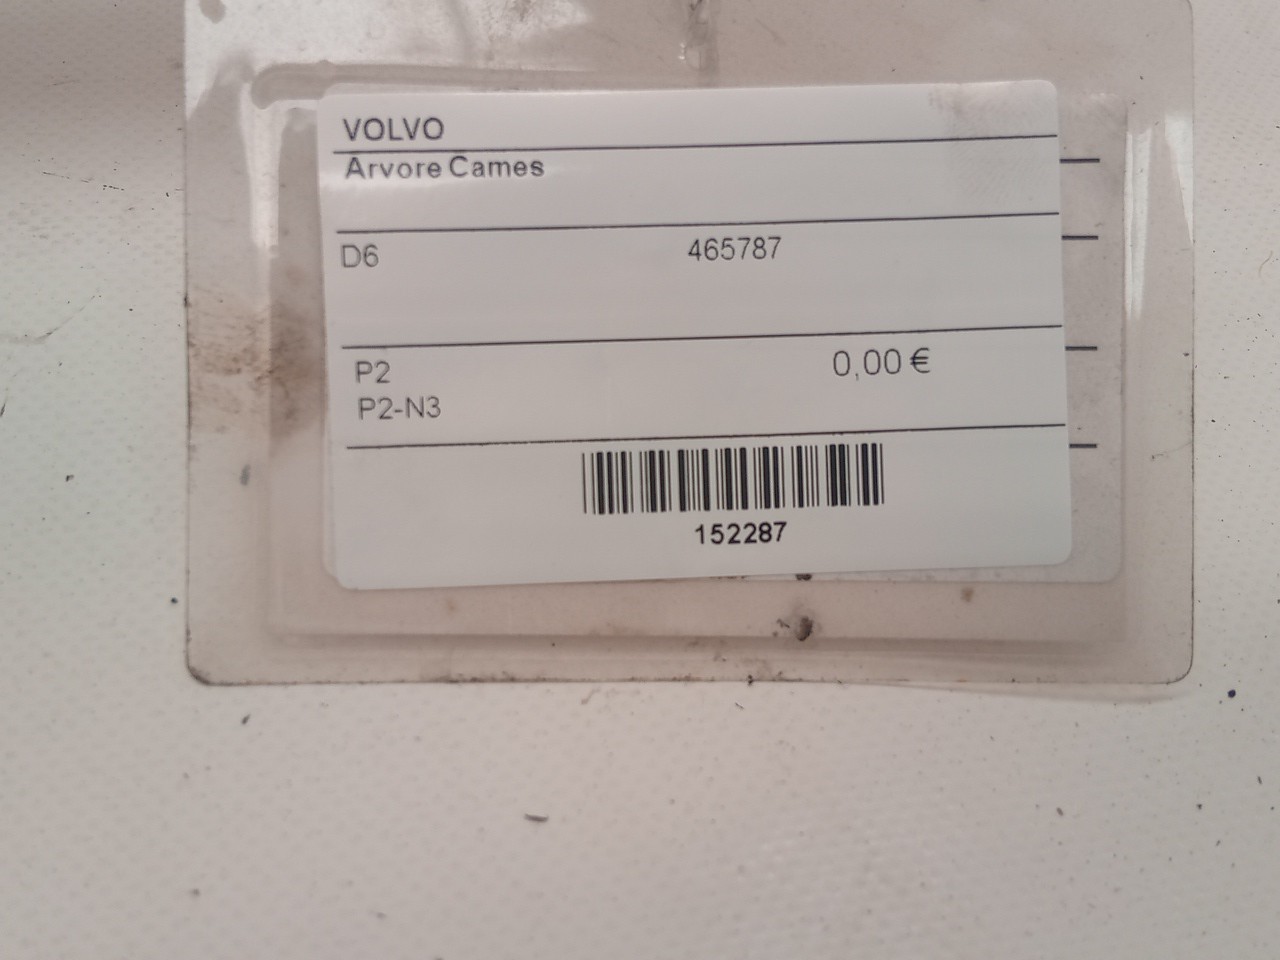 VOLVO
Arvore Cames
D6 465787
P2 0,00 €
P2-N3
152287